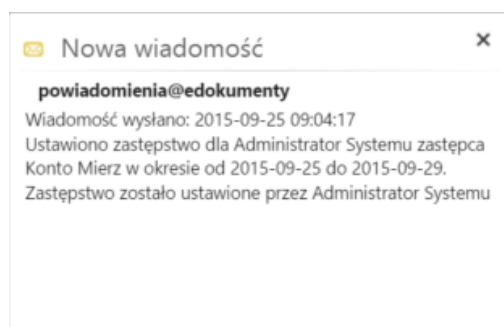 Nowa wiadomość
powiadomienia@edokumenty
Wiadomość wysłano: 2015-09-25 09:04:17
Ustawiono zastępstwo dla Administrator Systemu zastępca
Konto Mierz w okresie od 2015-09-25 do 2015-09-29.
Zastępstwo zostało ustawione przez Administrator Systemu